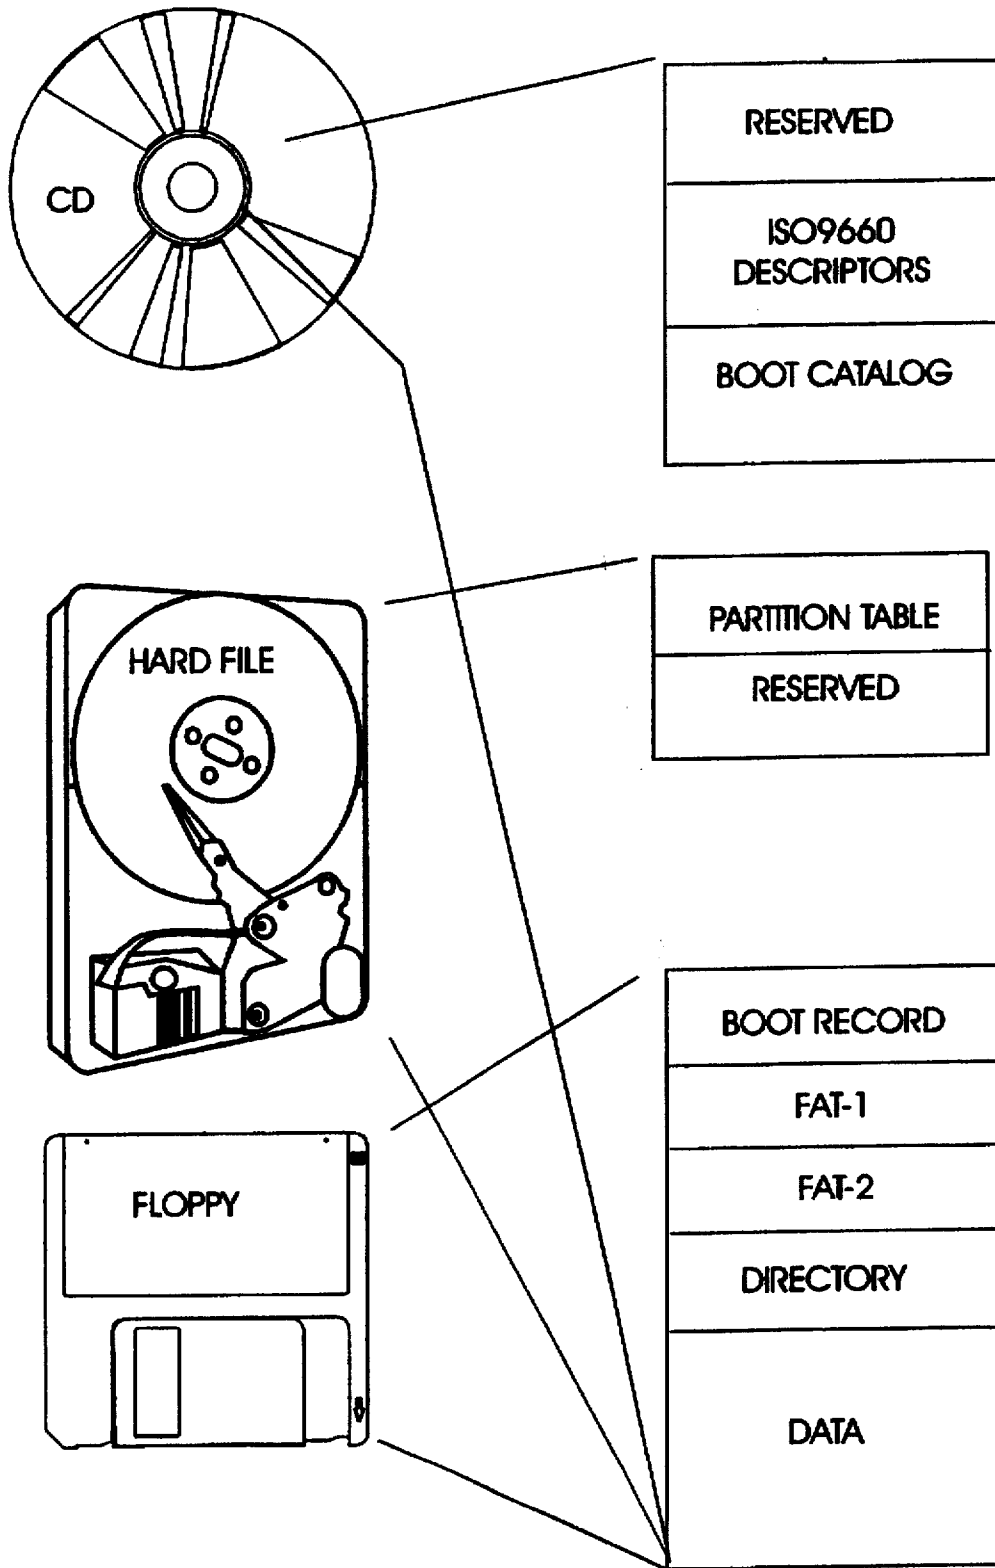 CD
RESERVED
ISO9660
DESCRIPTORS
BOOT CATALOG
HARD FILE
PARTITION TABLE
RESERVED
FLOPPY
BOOT RECORD
FAT-1
FAT-2
DIRECTORY
DATA